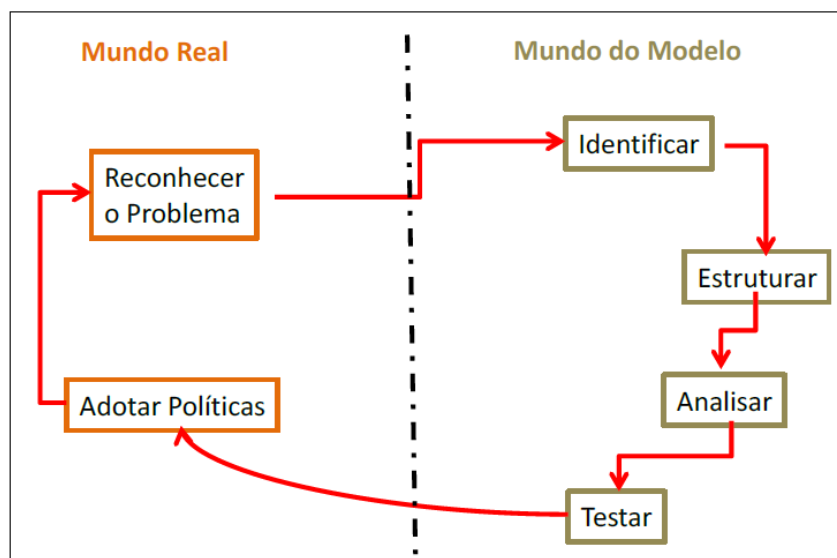 Mundo Real
Mundo do Modelo
Identificar
Reconhecer
o Problema
Estruturar
Analisar
Adotar Políticas
Testar